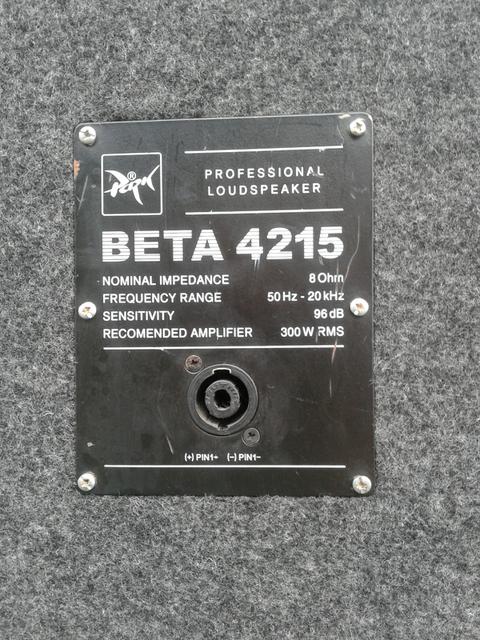 PARK
®
PROFESSIONAL
LOUDSPEAKER
BETA 4215
NOMINAL IMPEDANCE 8 Ohm
FREQUENCY RANGE 50 Hz - 20 kHz
SENSITIVITY 96 dB
RECOMENDED AMPLIFIER 300 W RMS
(+) PIN1+ (–) PIN1–